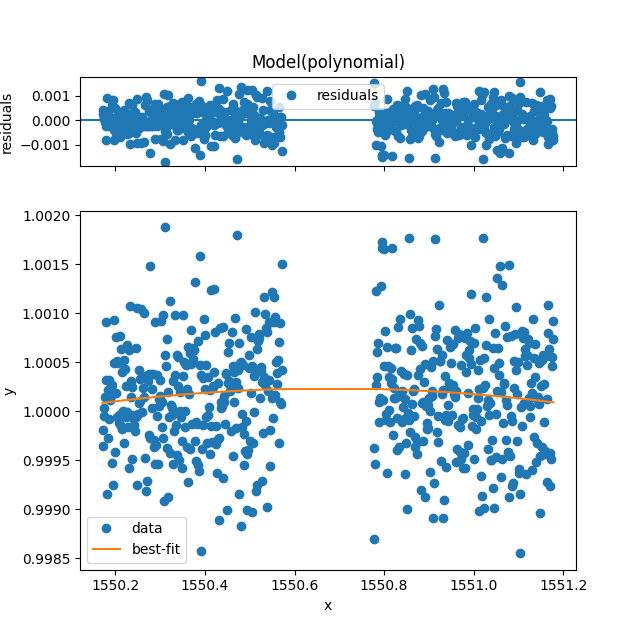 Model(polynomial)
residuals
0.001
0.000
−0.001
residuals
y
1.0020
1.0015
1.0010
1.0005
1.0000
0.9995
0.9990
0.9985
data
best-fit
1550.2 1550.4 1550.6 1550.8 1551.0 1551.2
x